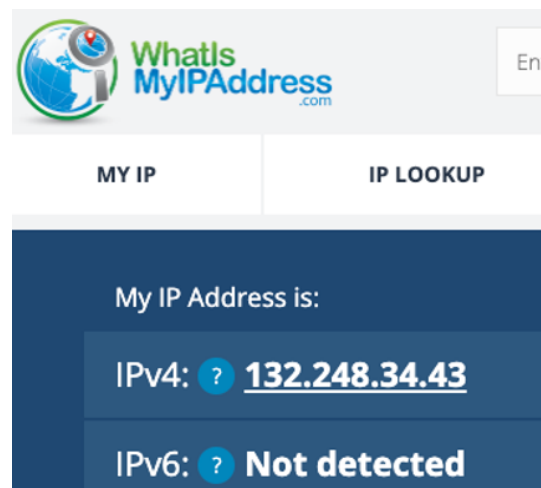 WhatIs
MyIPAddress
.com
En
MY IP
IP LOOKUP
My IP Address is:
IPv4: ? 132.248.34.43
IPv6: ? Not detected